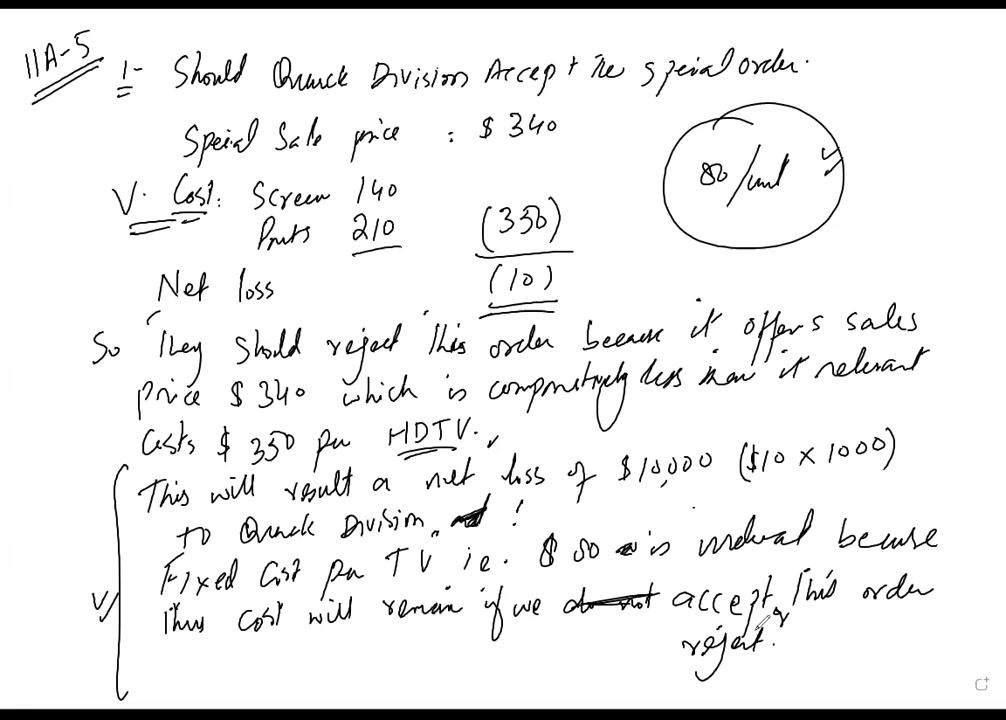 11A-5
1- Should Quark Division Accept the special order.
Special Sale price : $ 340
80/unit
V. Cost: Screen 140
Parts 210 (350)
Net loss (10)
So They should reject this order because it offers sales
price $ 340 which is comparatively less than it relevant
Costs $ 350 per HDTV.
This will result a net loss of $10,000 ($10 × 1000)
to Quark Division.
Fixed Cost per TV i.e. $ 80 is because
This cost will remain if we accept this order
reject.